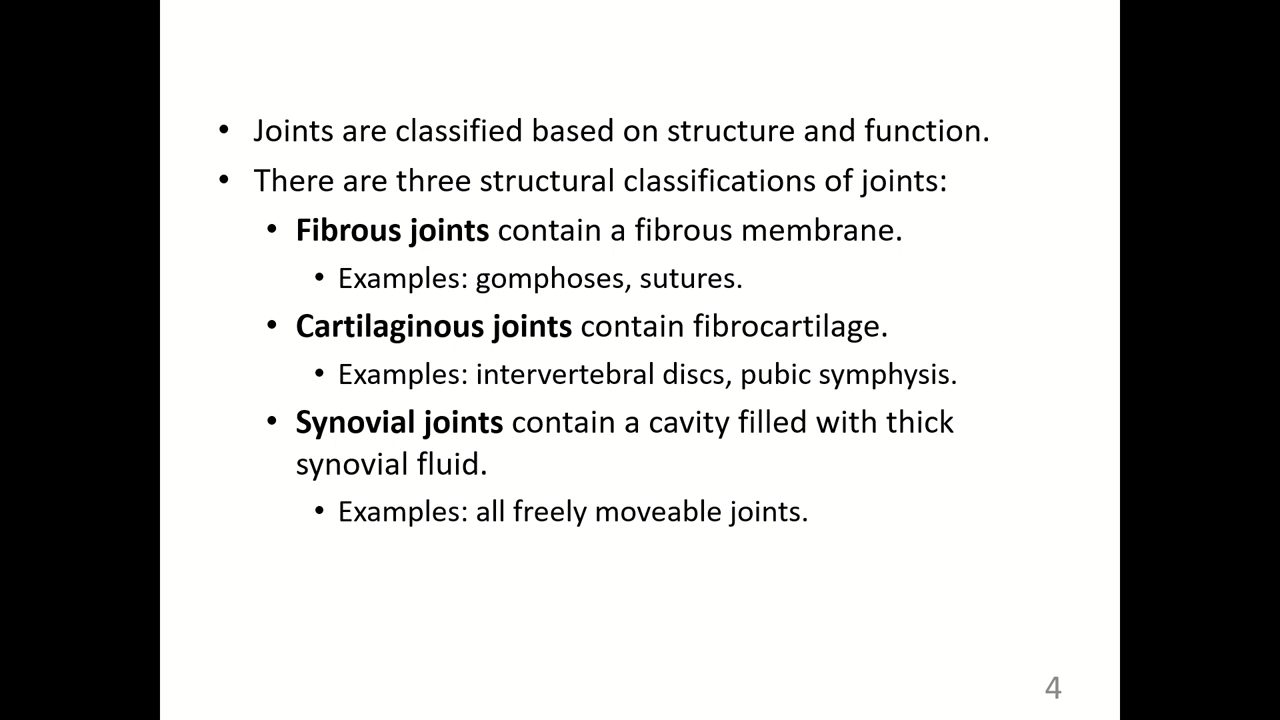 • Joints are classified based on structure and function.
• There are three structural classifications of joints:
• Fibrous joints contain a fibrous membrane.
• Examples: gomphoses, sutures.
• Cartilaginous joints contain fibrocartilage.
• Examples: intervertebral discs, pubic symphysis.
• Synovial joints contain a cavity filled with thick
synovial fluid.
• Examples: all freely moveable joints.
4